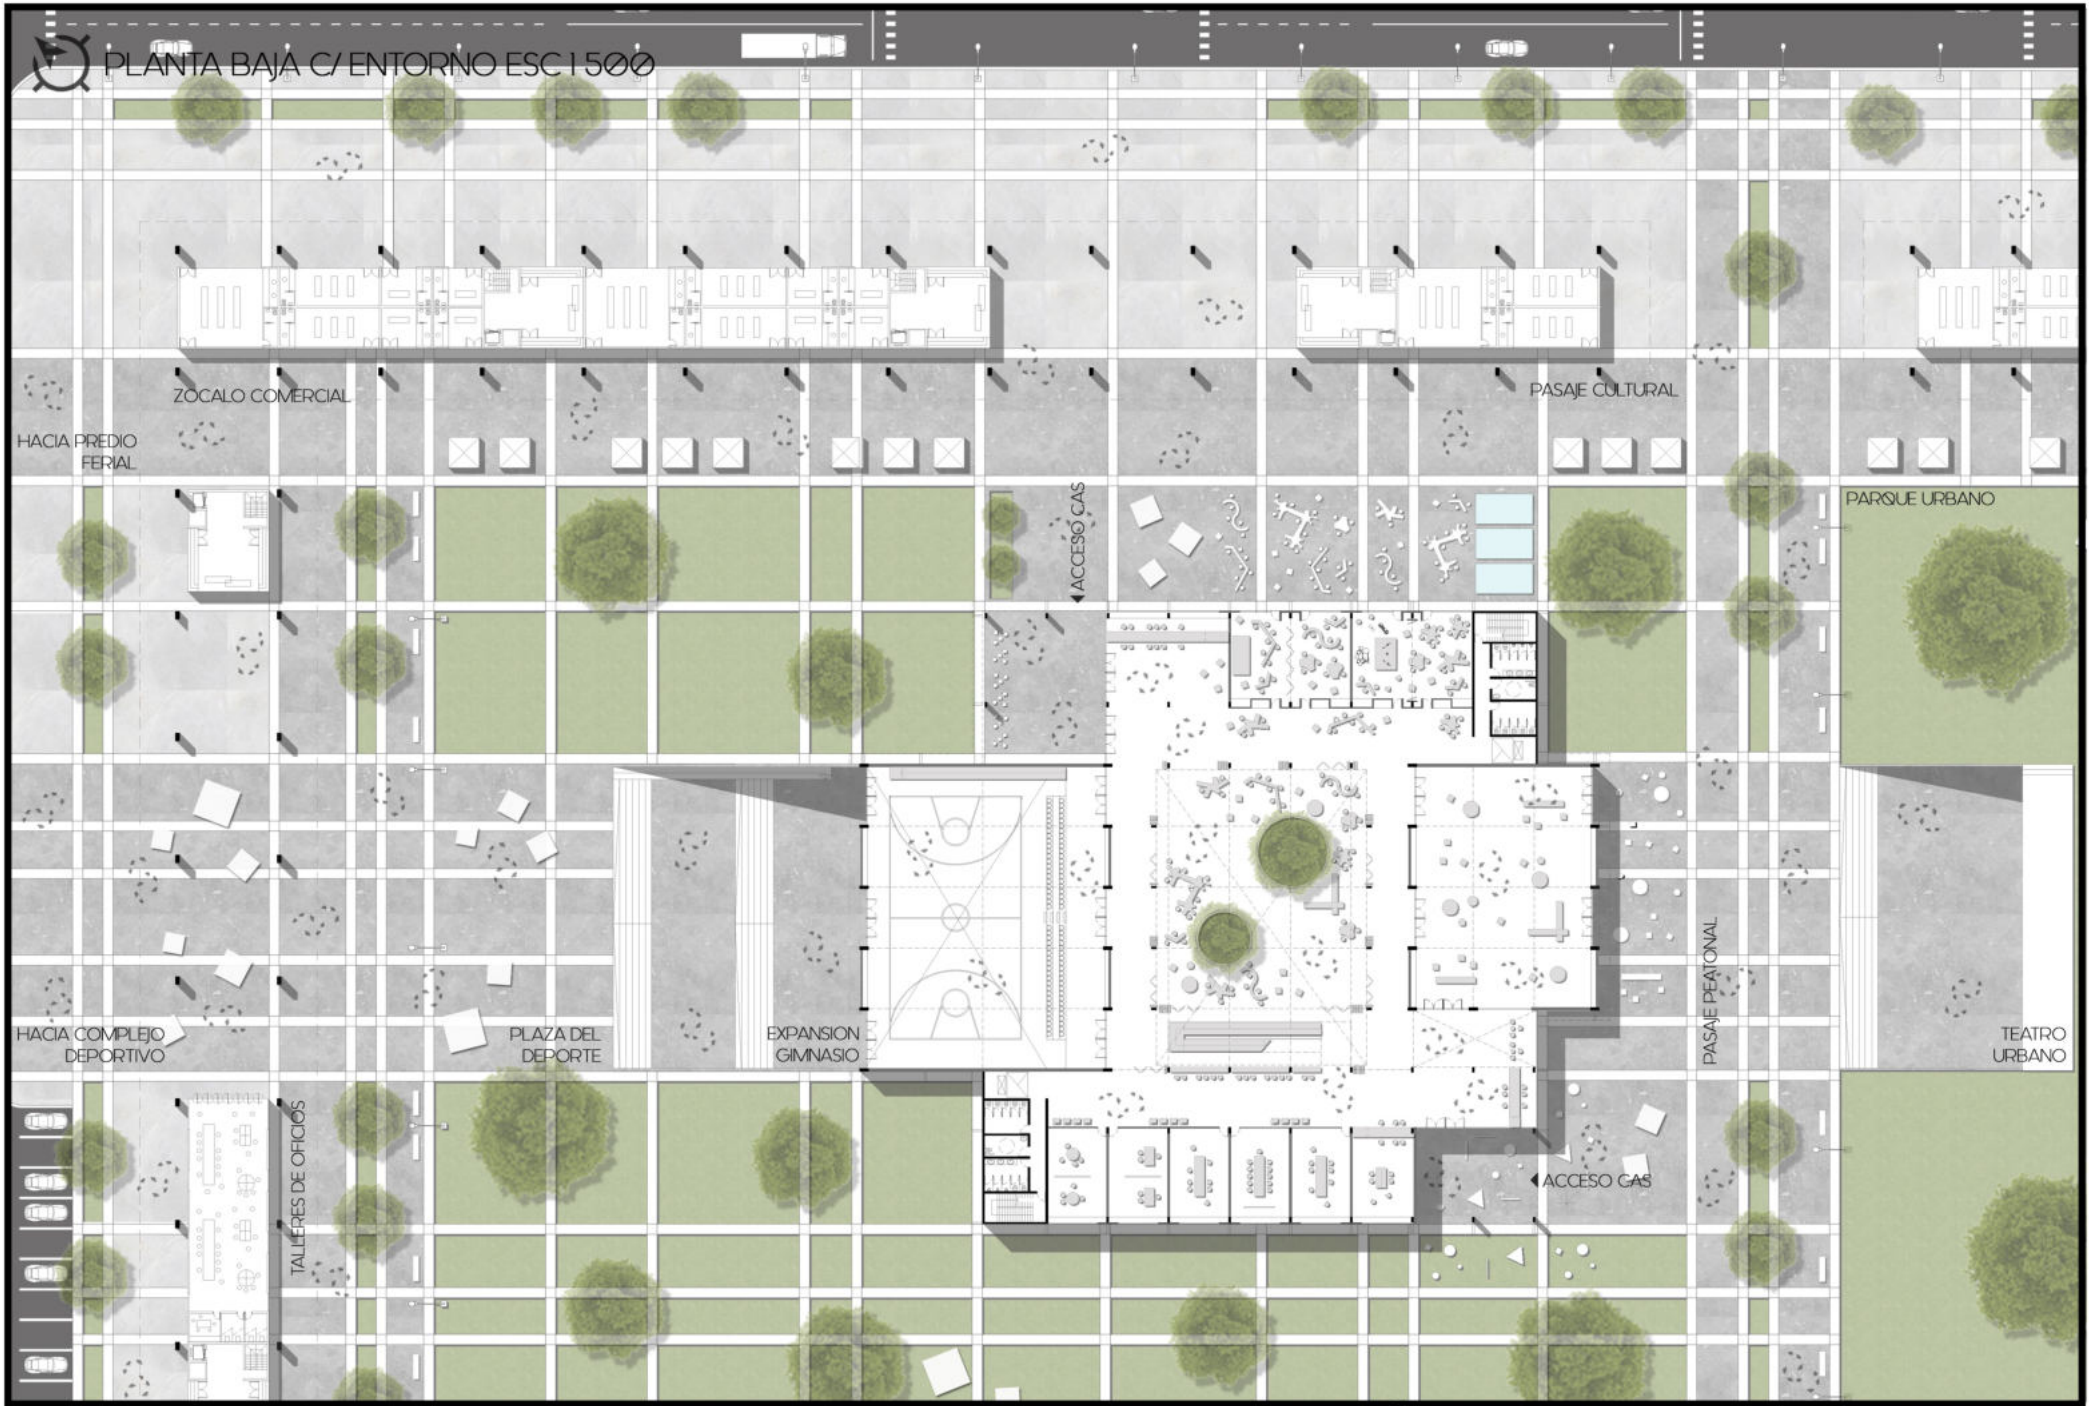 PLANTA BAJA C/ ENTORNO ESC 1 500
ZOCALO COMERCIAL
PASAJE CULTURAL
HACIA PREDIO
FERIAL
ACCESO CAS
PARQUE URBANO
HACIA COMPLEJO
DEPORTIVO
PLAZA DEL
DEPORTE
EXPANSION
GIMNASIO
PASAJE PEATONAL
TEATRO
URBANO
TALLERES DE OFICIOS
ACCESO CAS